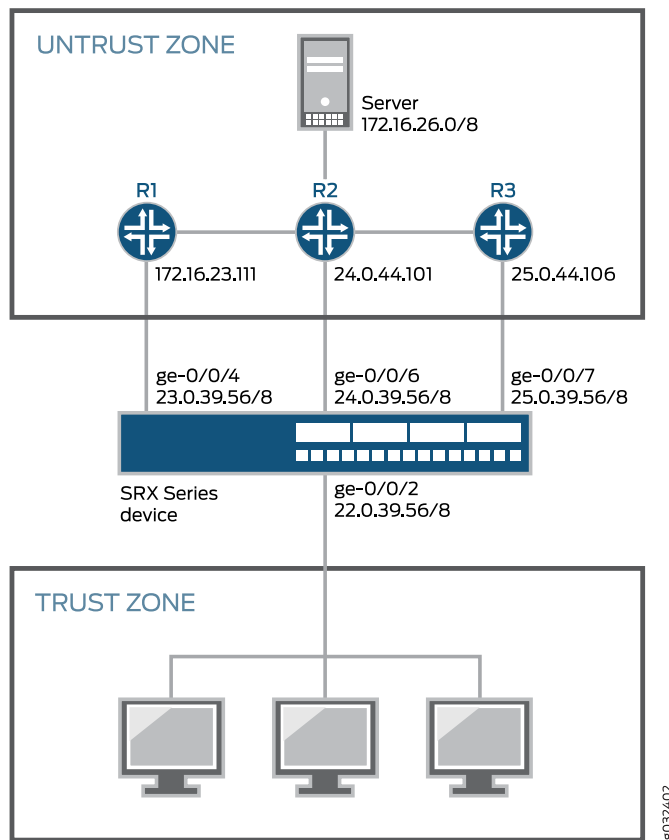 UNTRUST ZONE
Server
172.16.26.0/8
R1
R2
R3
172.16.23.111
24.0.44.101
25.0.44.106
ge-0/0/4
23.0.39.56/8
ge-0/0/6
24.0.39.56/8
ge-0/0/7
25.0.39.56/8
SRX Series
device
ge-0/0/2
22.0.39.56/8
TRUST ZONE